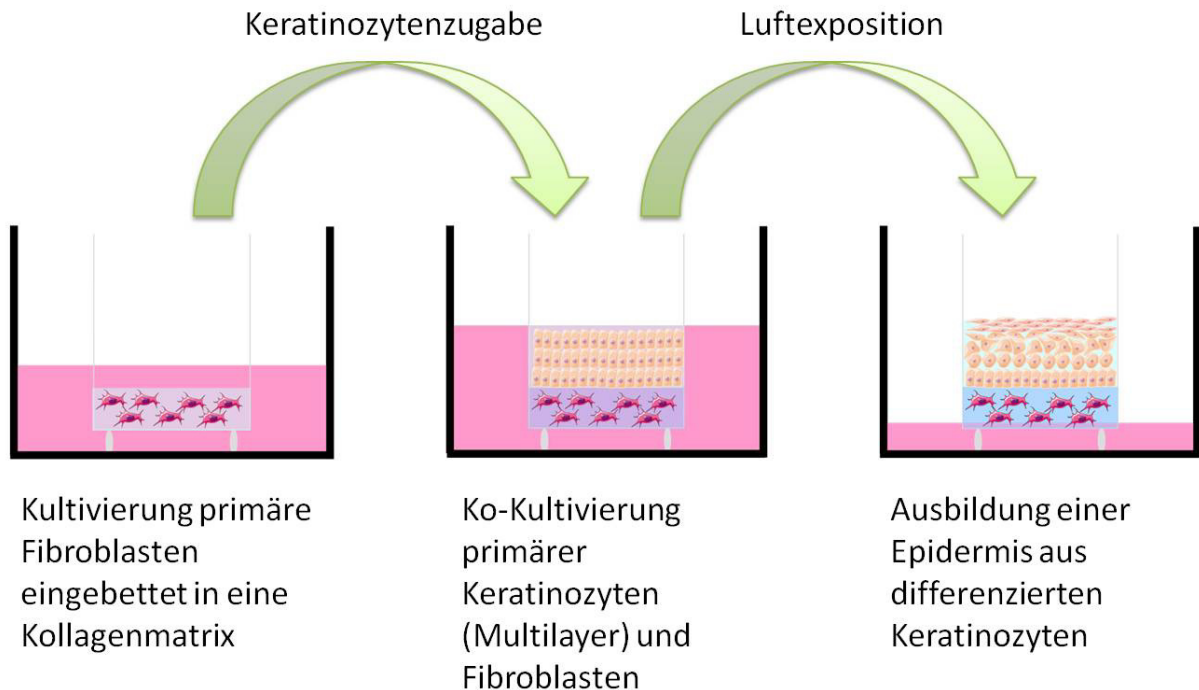 Keratinozytenzugabe
Luftexposition
Kultivierung primäre
Fibroblasten
eingebettet in eine
Kollagenmatrix
Ko-Kultivierung
primärer
Keratinozyten
(Multilayer) und
Fibroblasten
Ausbildung einer
Epidermis aus
differenzierten
Keratinozyten